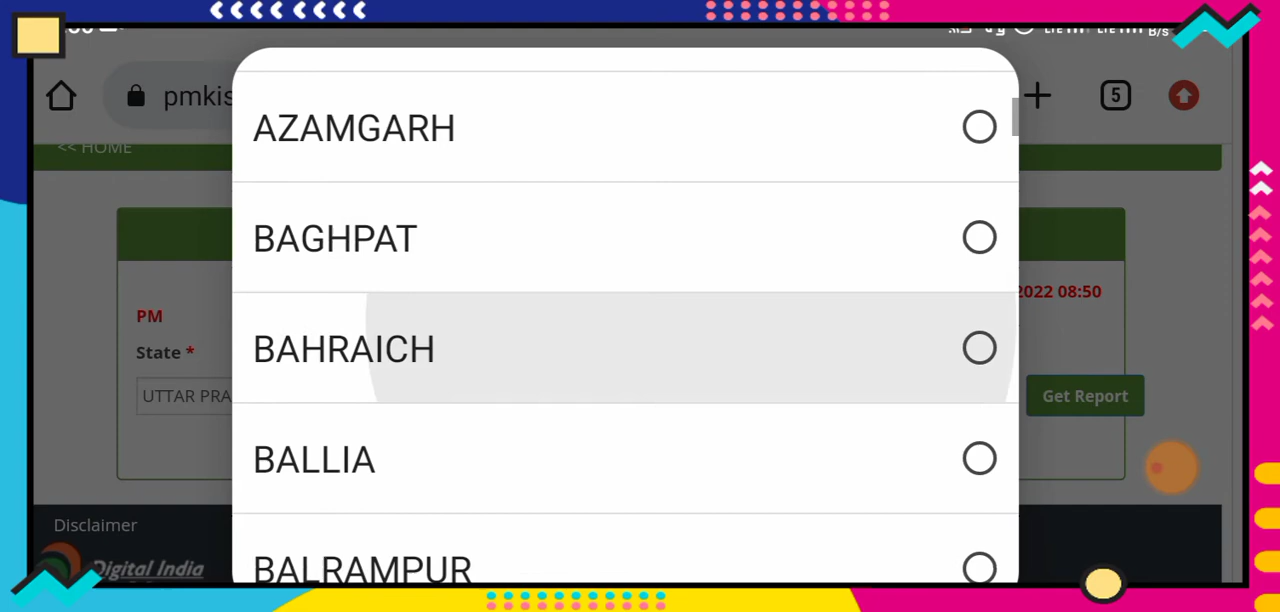 pmkis
5
<< HOME
AZAMGARH
BAGHPAT
2022 08:50
PM
BAHRAICH
State *
UTTAR PRA
Get Report
BALLIA
Disclaimer
BALRAMPUR
Digital India